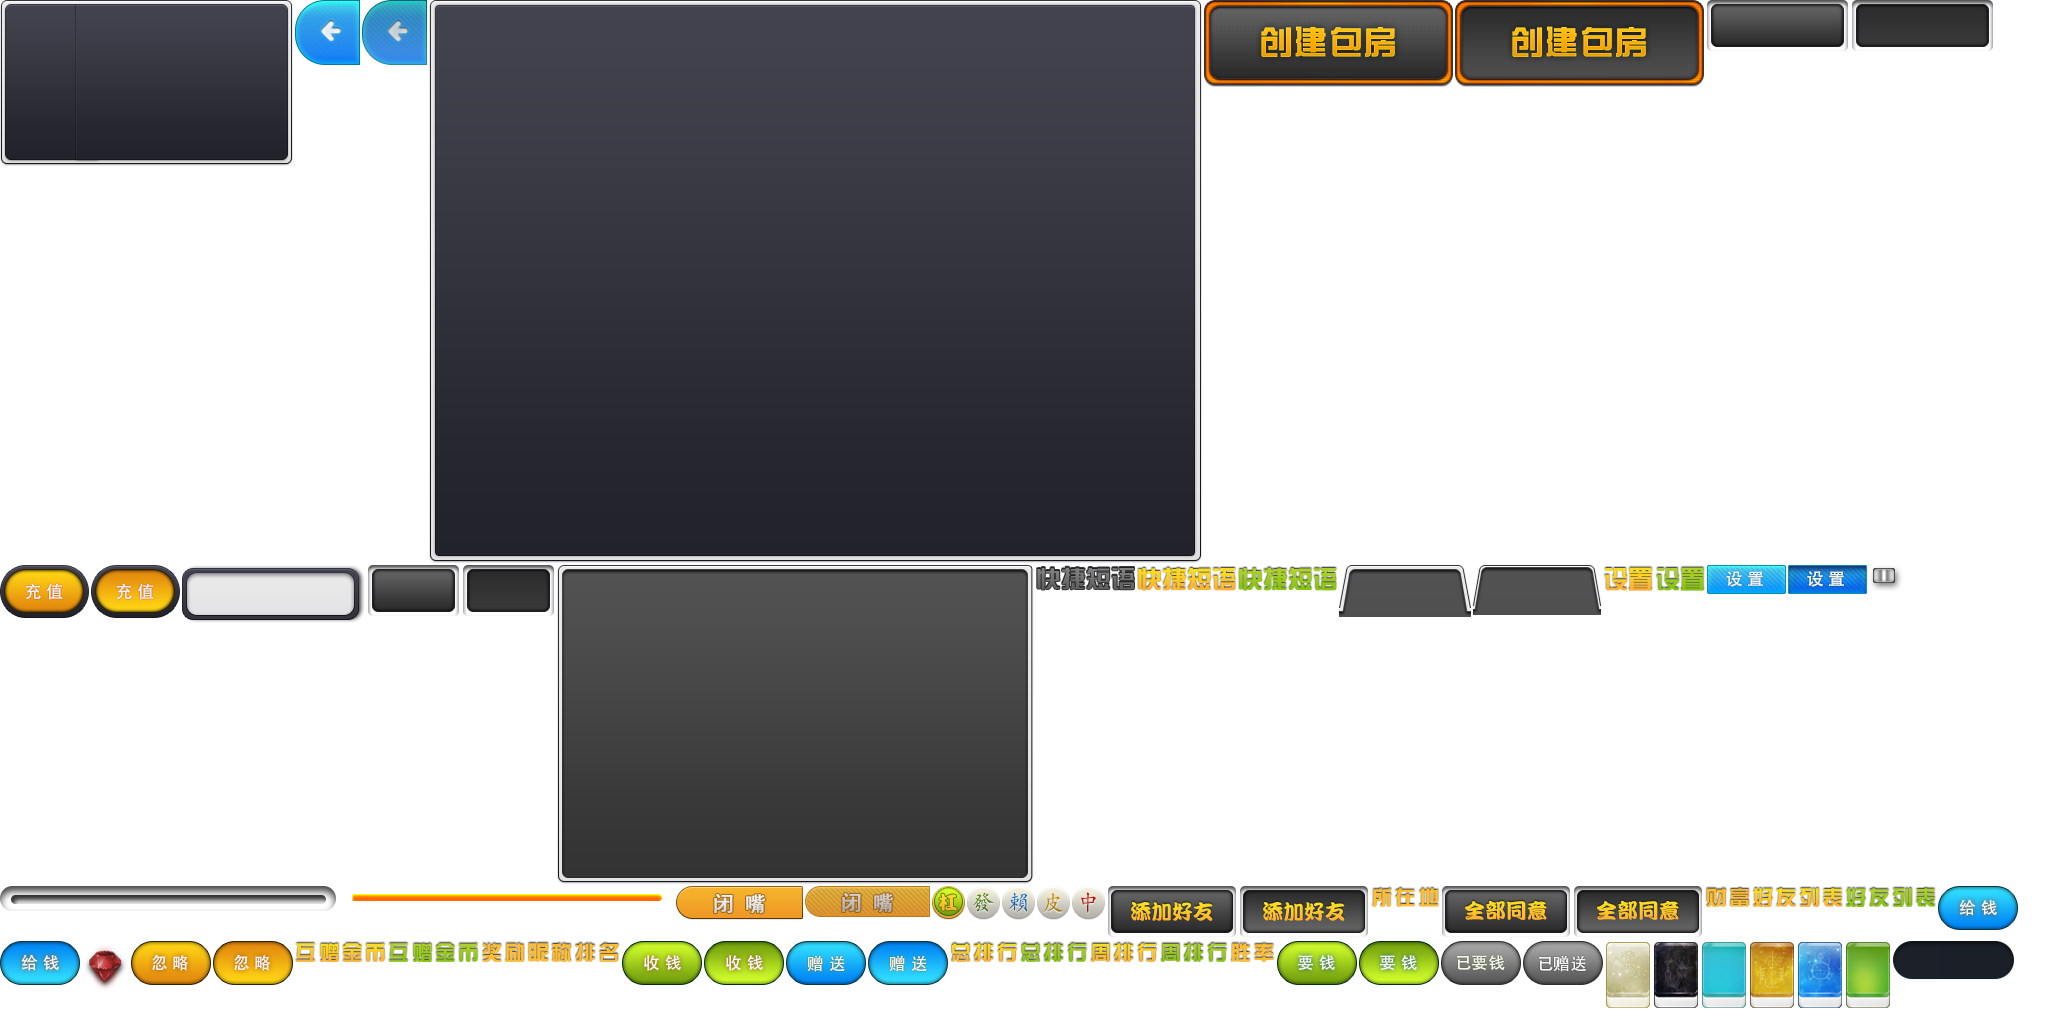 创建包房 创建包房
充值 充值 快捷短语 快捷短语 快捷短语 设置 设置 设置 设置
闭嘴 闭嘴 杠 發 賴 皮 中 添加好友 添加好友 所在地 全部同意 全部同意 财富 好友列表 好友列表 给钱
给钱 忽略 忽略 互赠金币 互赠金币 奖励 昵称 排名 收钱 收钱 赠送 赠送 总排行 总排行 周排行 周排行 胜率 要钱 要钱 已要钱 已赠送